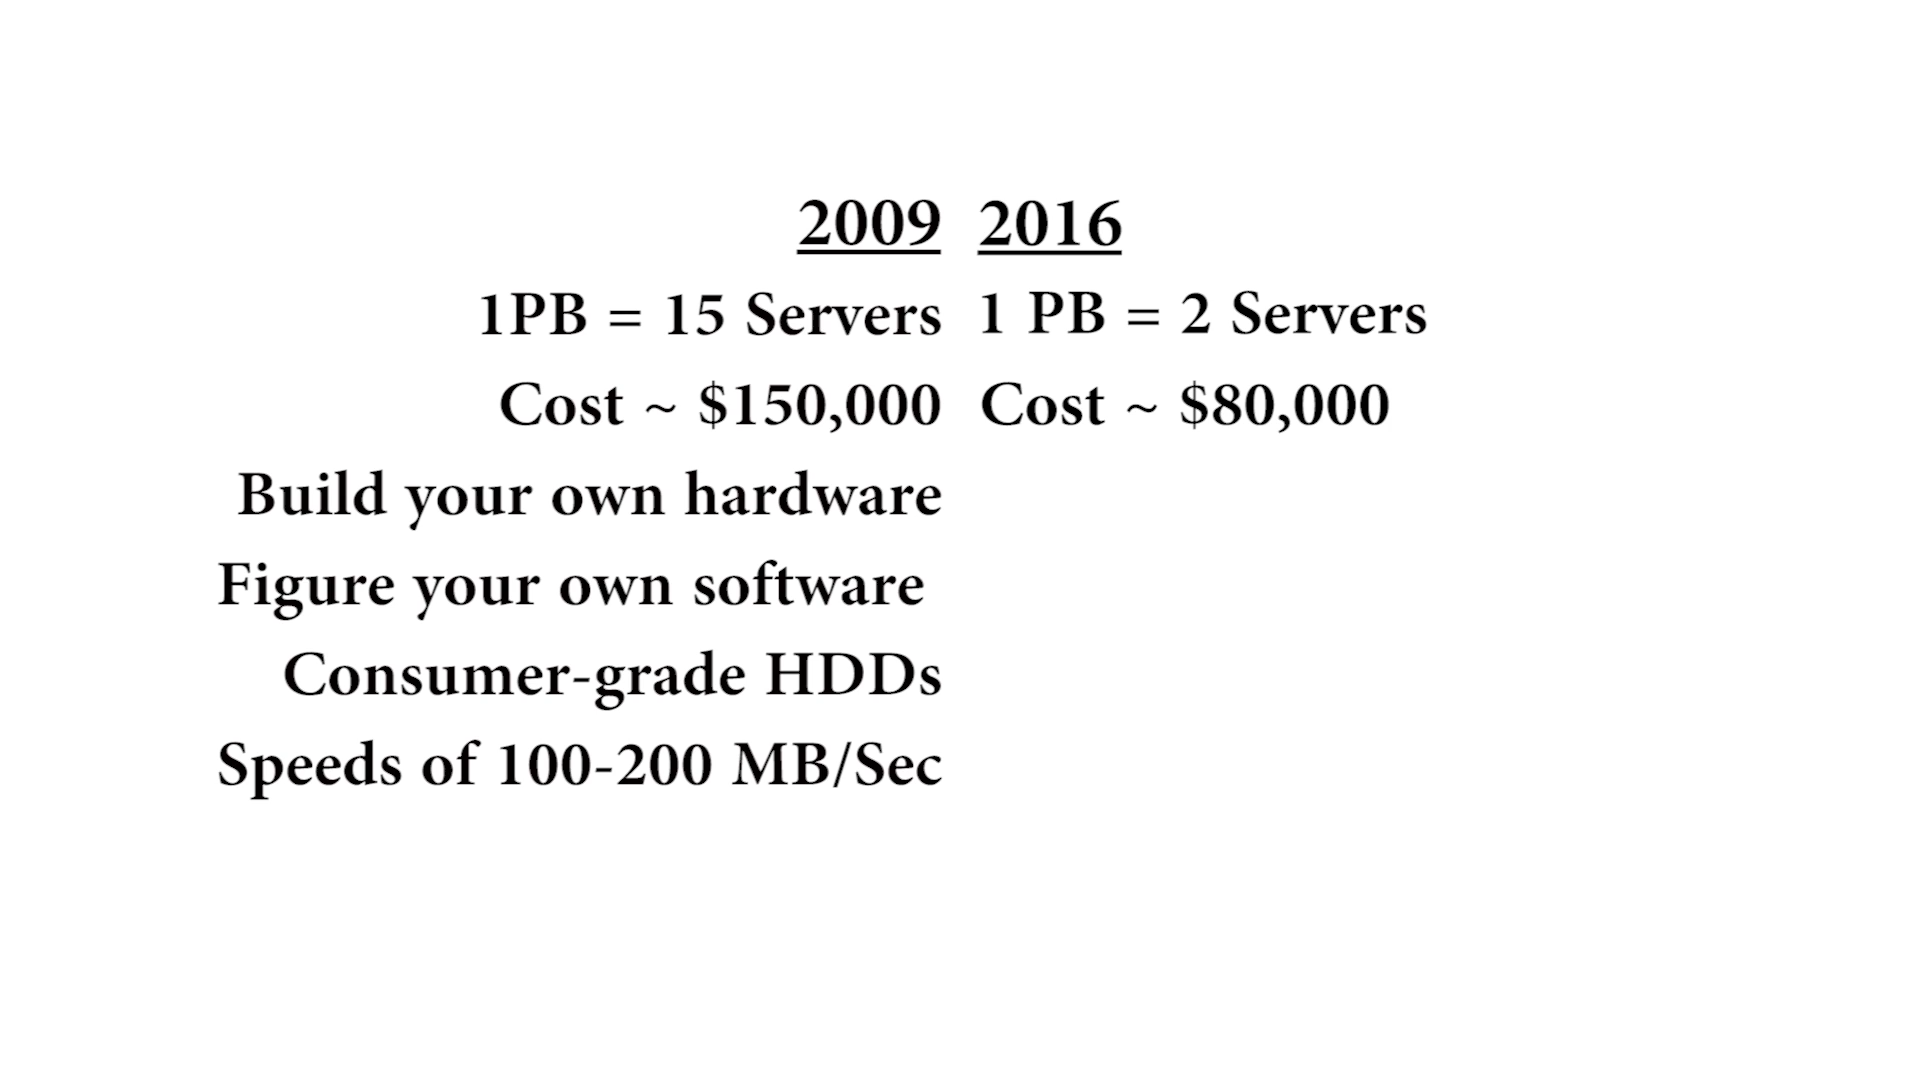 2009 2016
1PB = 15 Servers 1 PB = 2 Servers
Cost ~ $150,000 Cost ~ $80,000
Build your own hardware
Figure your own software
Consumer-grade HDDs
Speeds of 100-200 MB/Sec